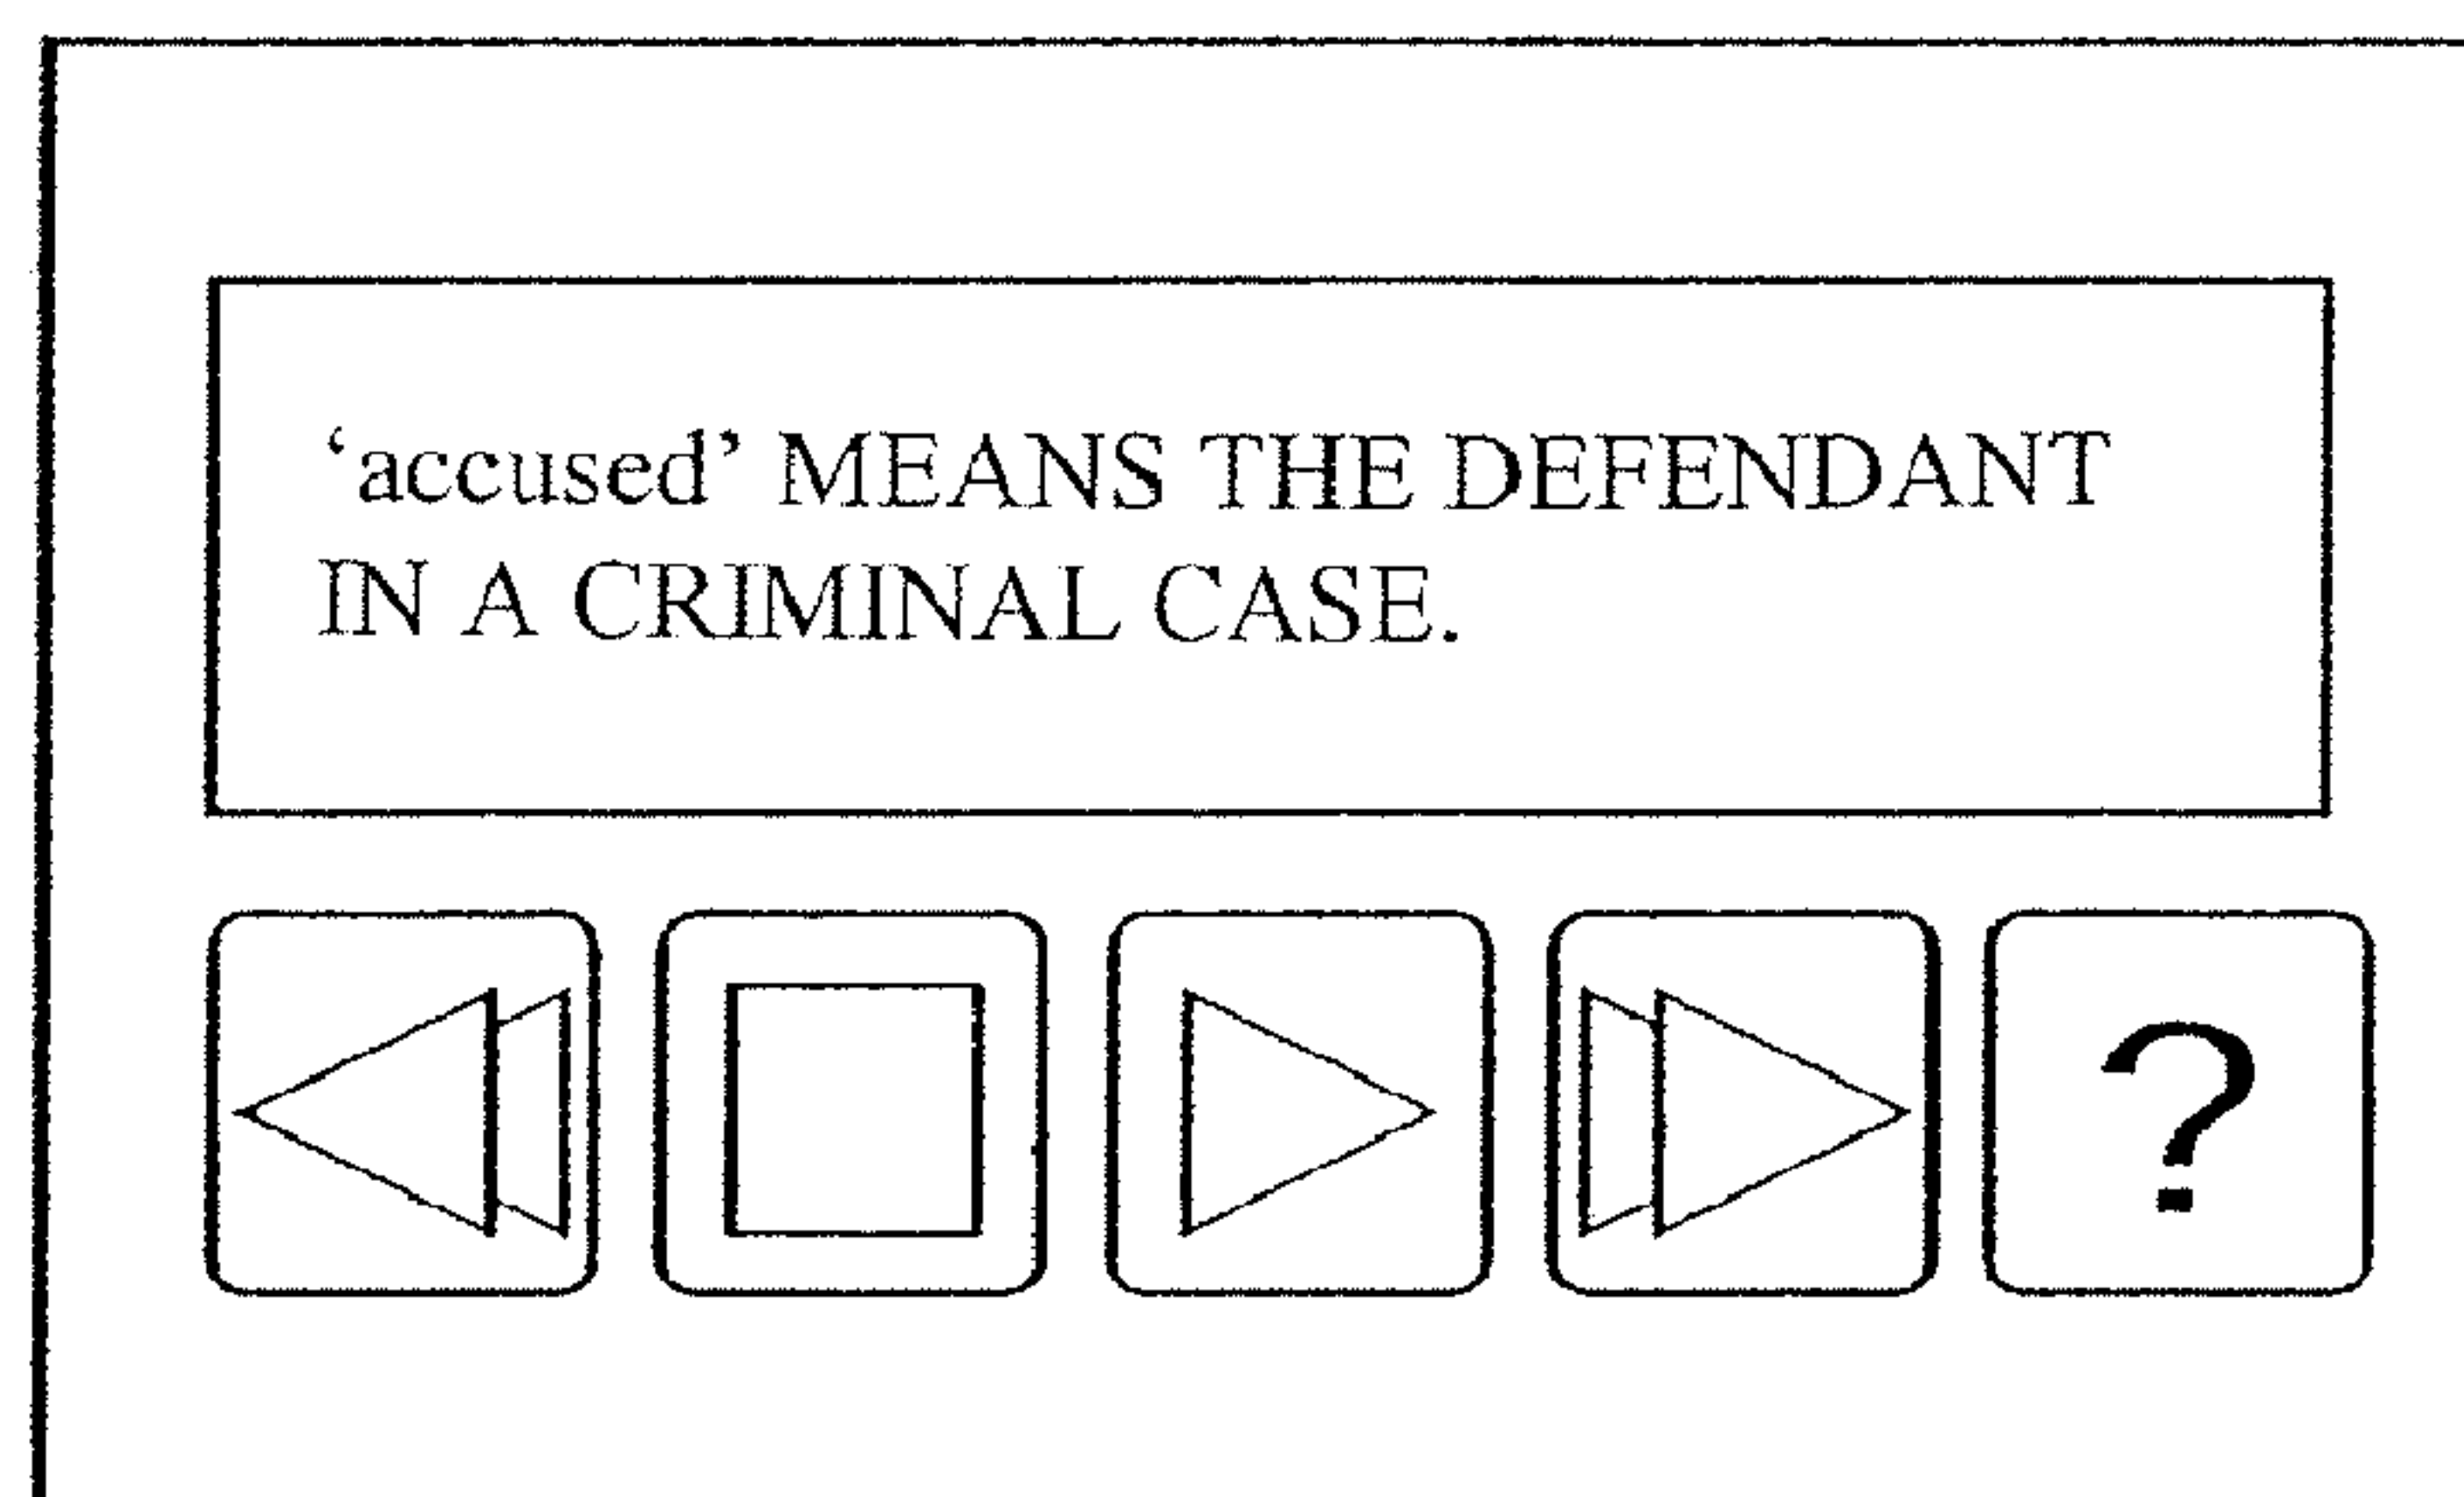 ‘accused’ MEANS THE DEFENDANT
IN A CRIMINAL CASE.
?